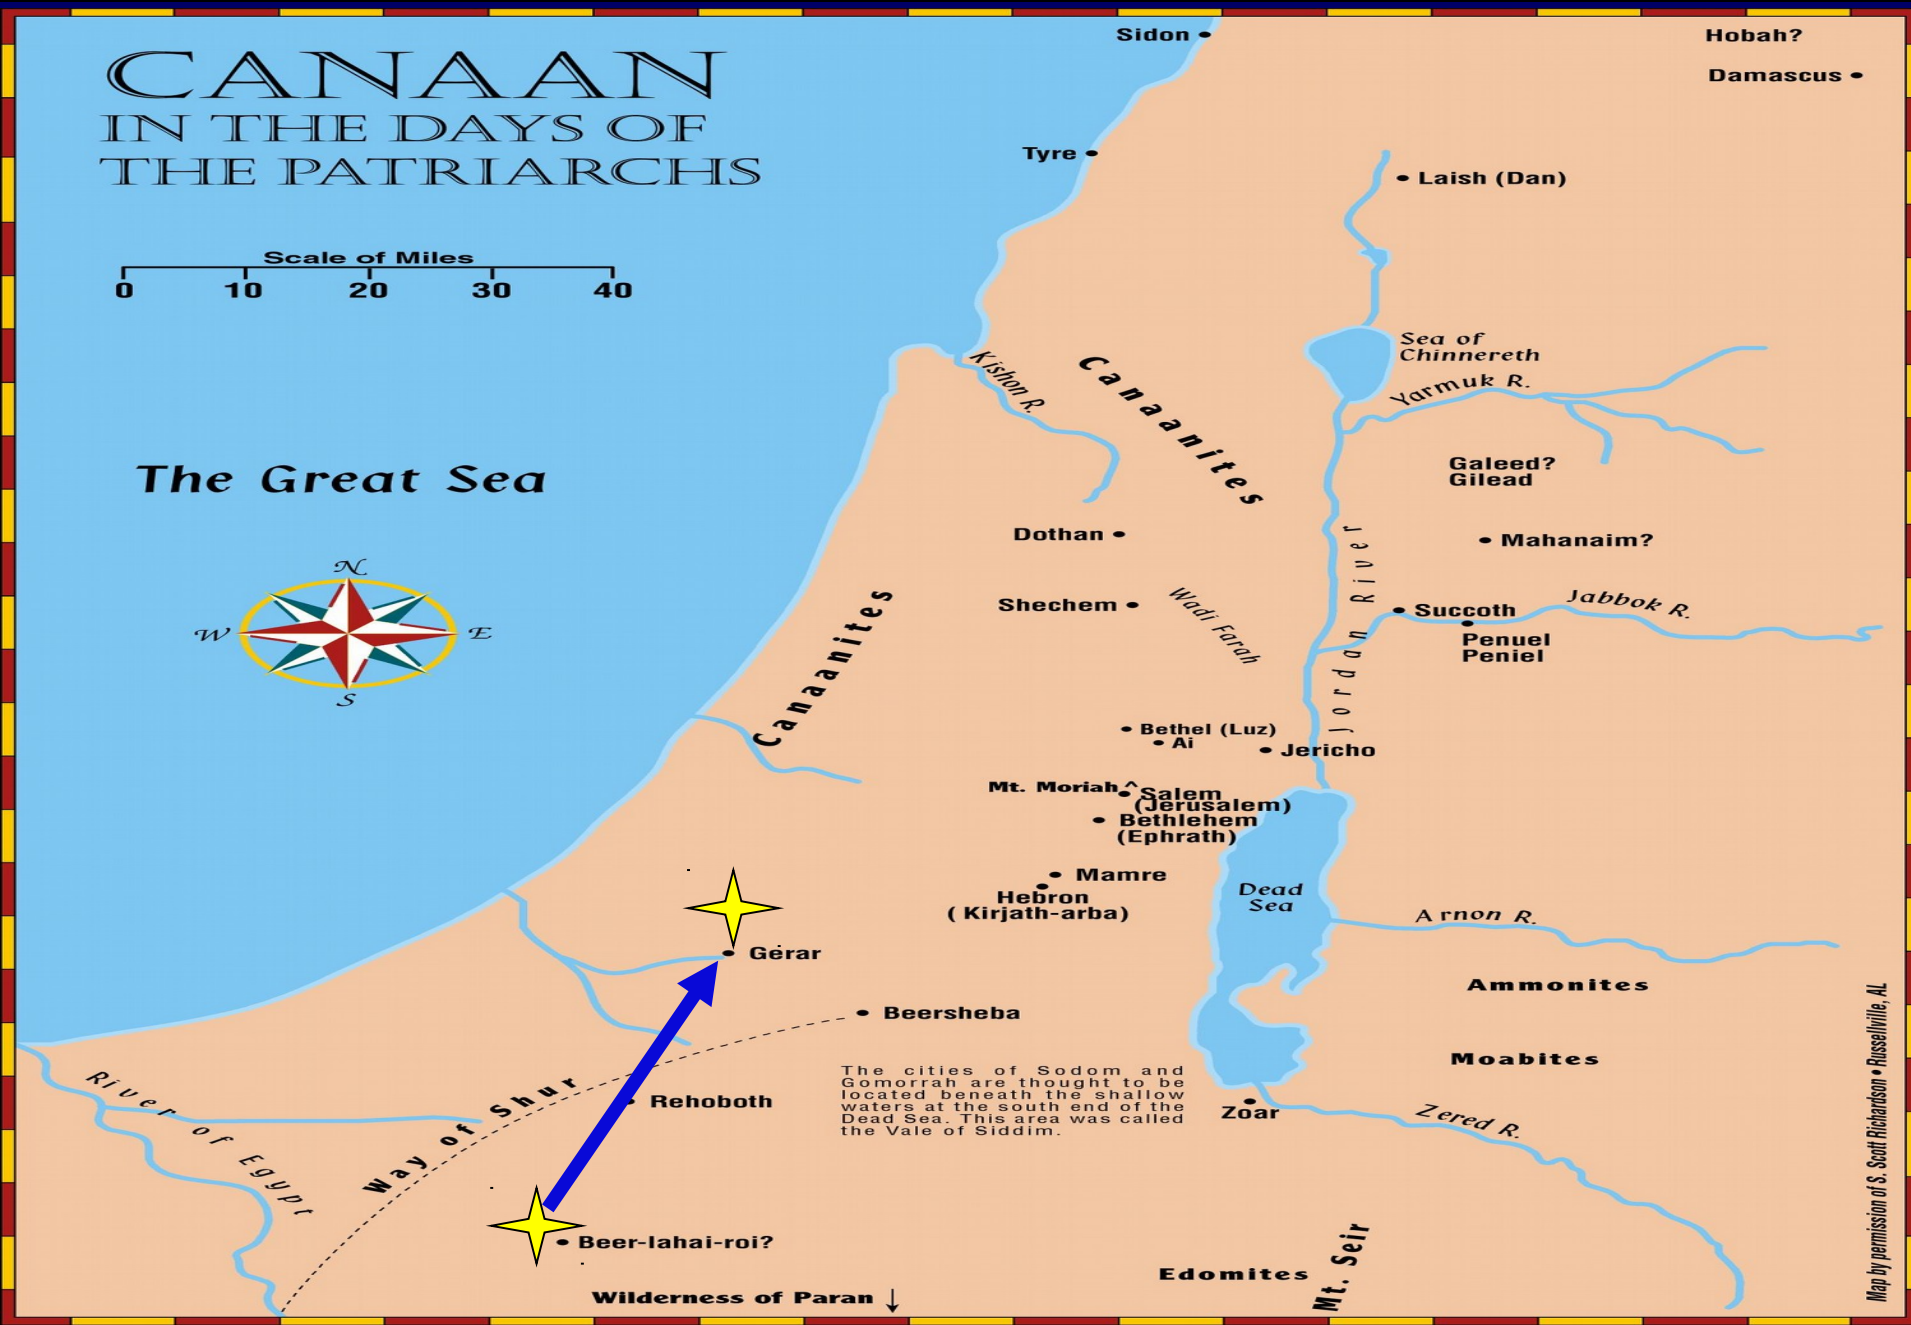 CANAAN
IN THE DAYS OF
THE PATRIARCHS
Scale of Miles
0 10 20 30 40
The Great Sea
N
W E
S
Sidon
Hobah?
Damascus
Tyre
Laish (Dan)
Sea of
Chinnereth
Kishon R.
Canaanites
Yarmuk R.
Galeed?
Gilead
Dothan
Mahanaim?
Jordan River
Shechem
Wadi Farah
Succoth
Jabbok R.
Penuel
Peniel
Canaanites
Bethel (Luz)
Ai
Jericho
Mt. Moriah ^
Salem
(Jerusalem)
Bethlehem
(Ephrath)
Mamre
Hebron
( Kirjath-arba)
Dead
Sea
Arnon R.
Gerar
Ammonites
Beersheba
Moabites
The cities of Sodom and
Gomorrah are thought to be
located beneath the shallow
waters at the south end of the
Dead Sea. This area was called
the Vale of Siddim.
River of Egypt
Way of Shur
Rehoboth
Zoar
Zered R.
Beer-lahai-roi?
Edomites
Mt. Seir
Wilderness of Paran ↓
Map by permission of S. Scott Richardson • Russellville, AL